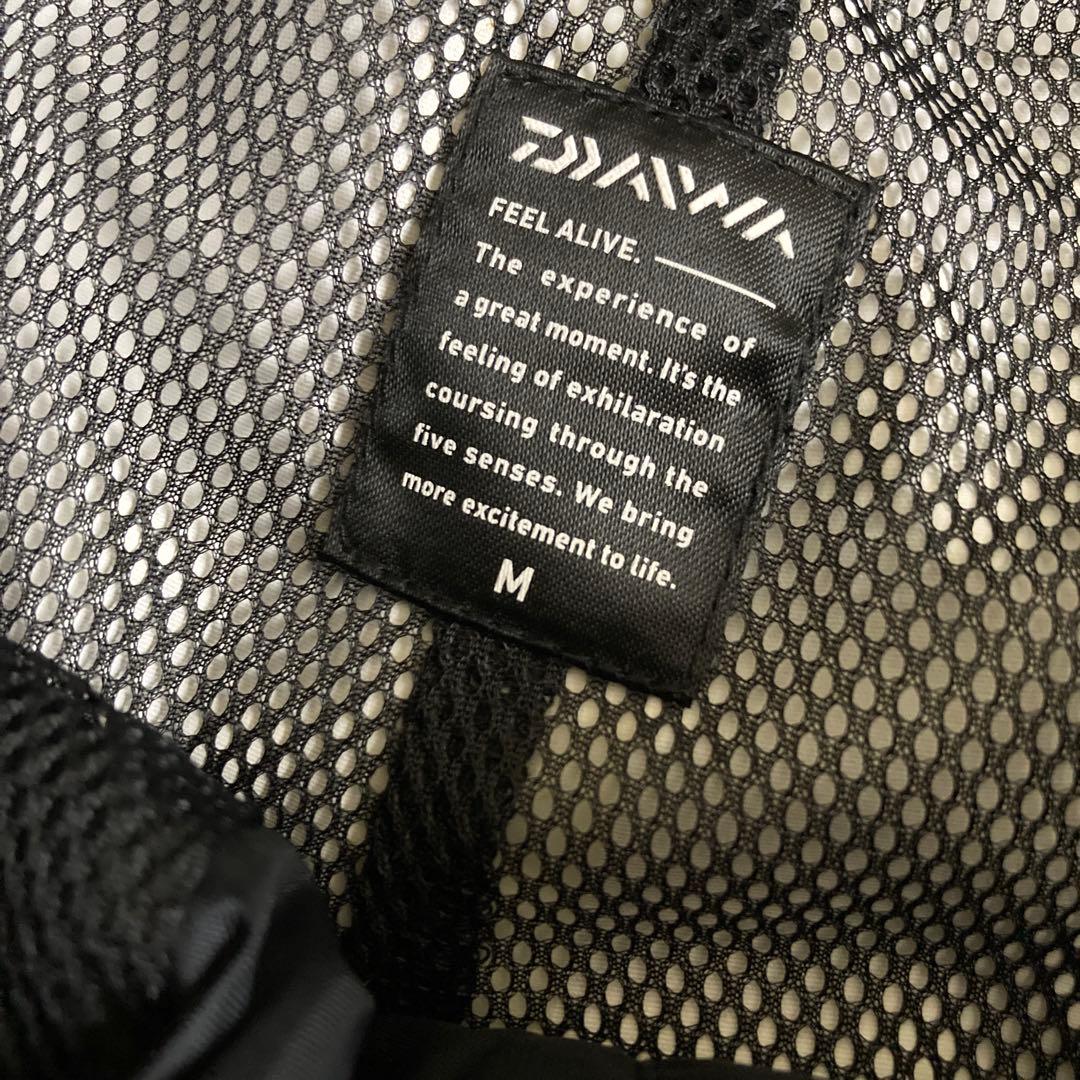 DAIWA
FEEL ALIVE.
The experience of
a great moment. It's the
feeling of exhilaration
coursing through the
five senses. We bring
more excitement to life.
M